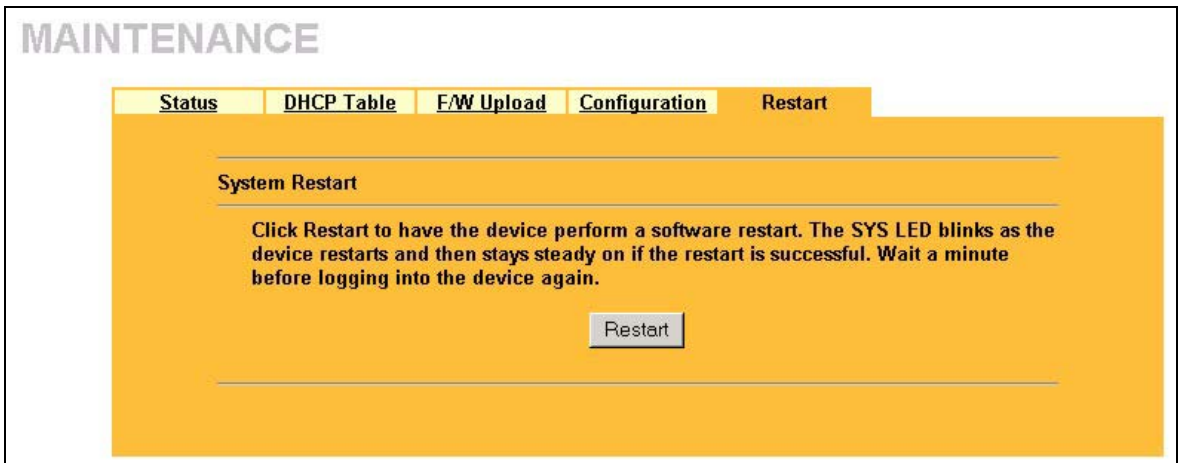 MAINTENANCE
Status DHCP Table F/W Upload Configuration Restart
System Restart
Click Restart to have the device perform a software restart. The SYS LED blinks as the
device restarts and then stays steady on if the restart is successful. Wait a minute
before logging into the device again.
Restart